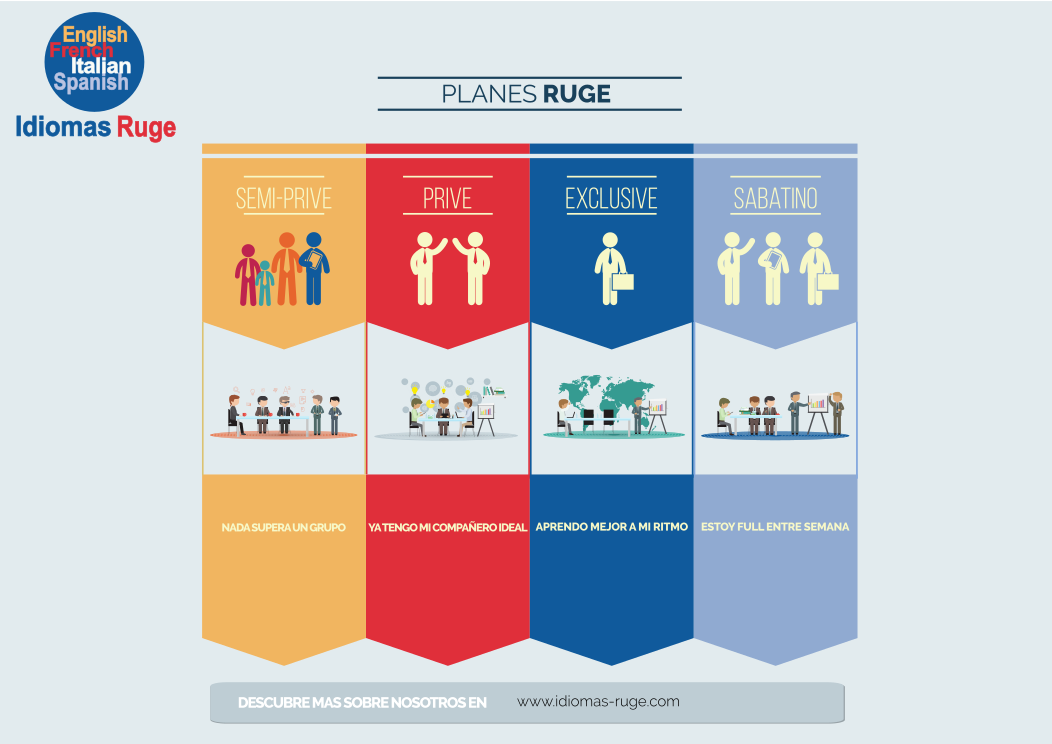 English
French
Italian
Spanish
Idiomas Ruge
PLANES RUGE
SEMI-PRIVE
PRIVE
EXCLUSIVE
SABATINO
NADA SUPERA UN GRUPO
YA TENGO MI COMPAÑERO IDEAL
APRENDO MEJOR A MI RITMO
ESTOY FULL ENTRE SEMANA
DESCUBRE MAS SOBRE NOSOTROS EN www.idiomas-ruge.com